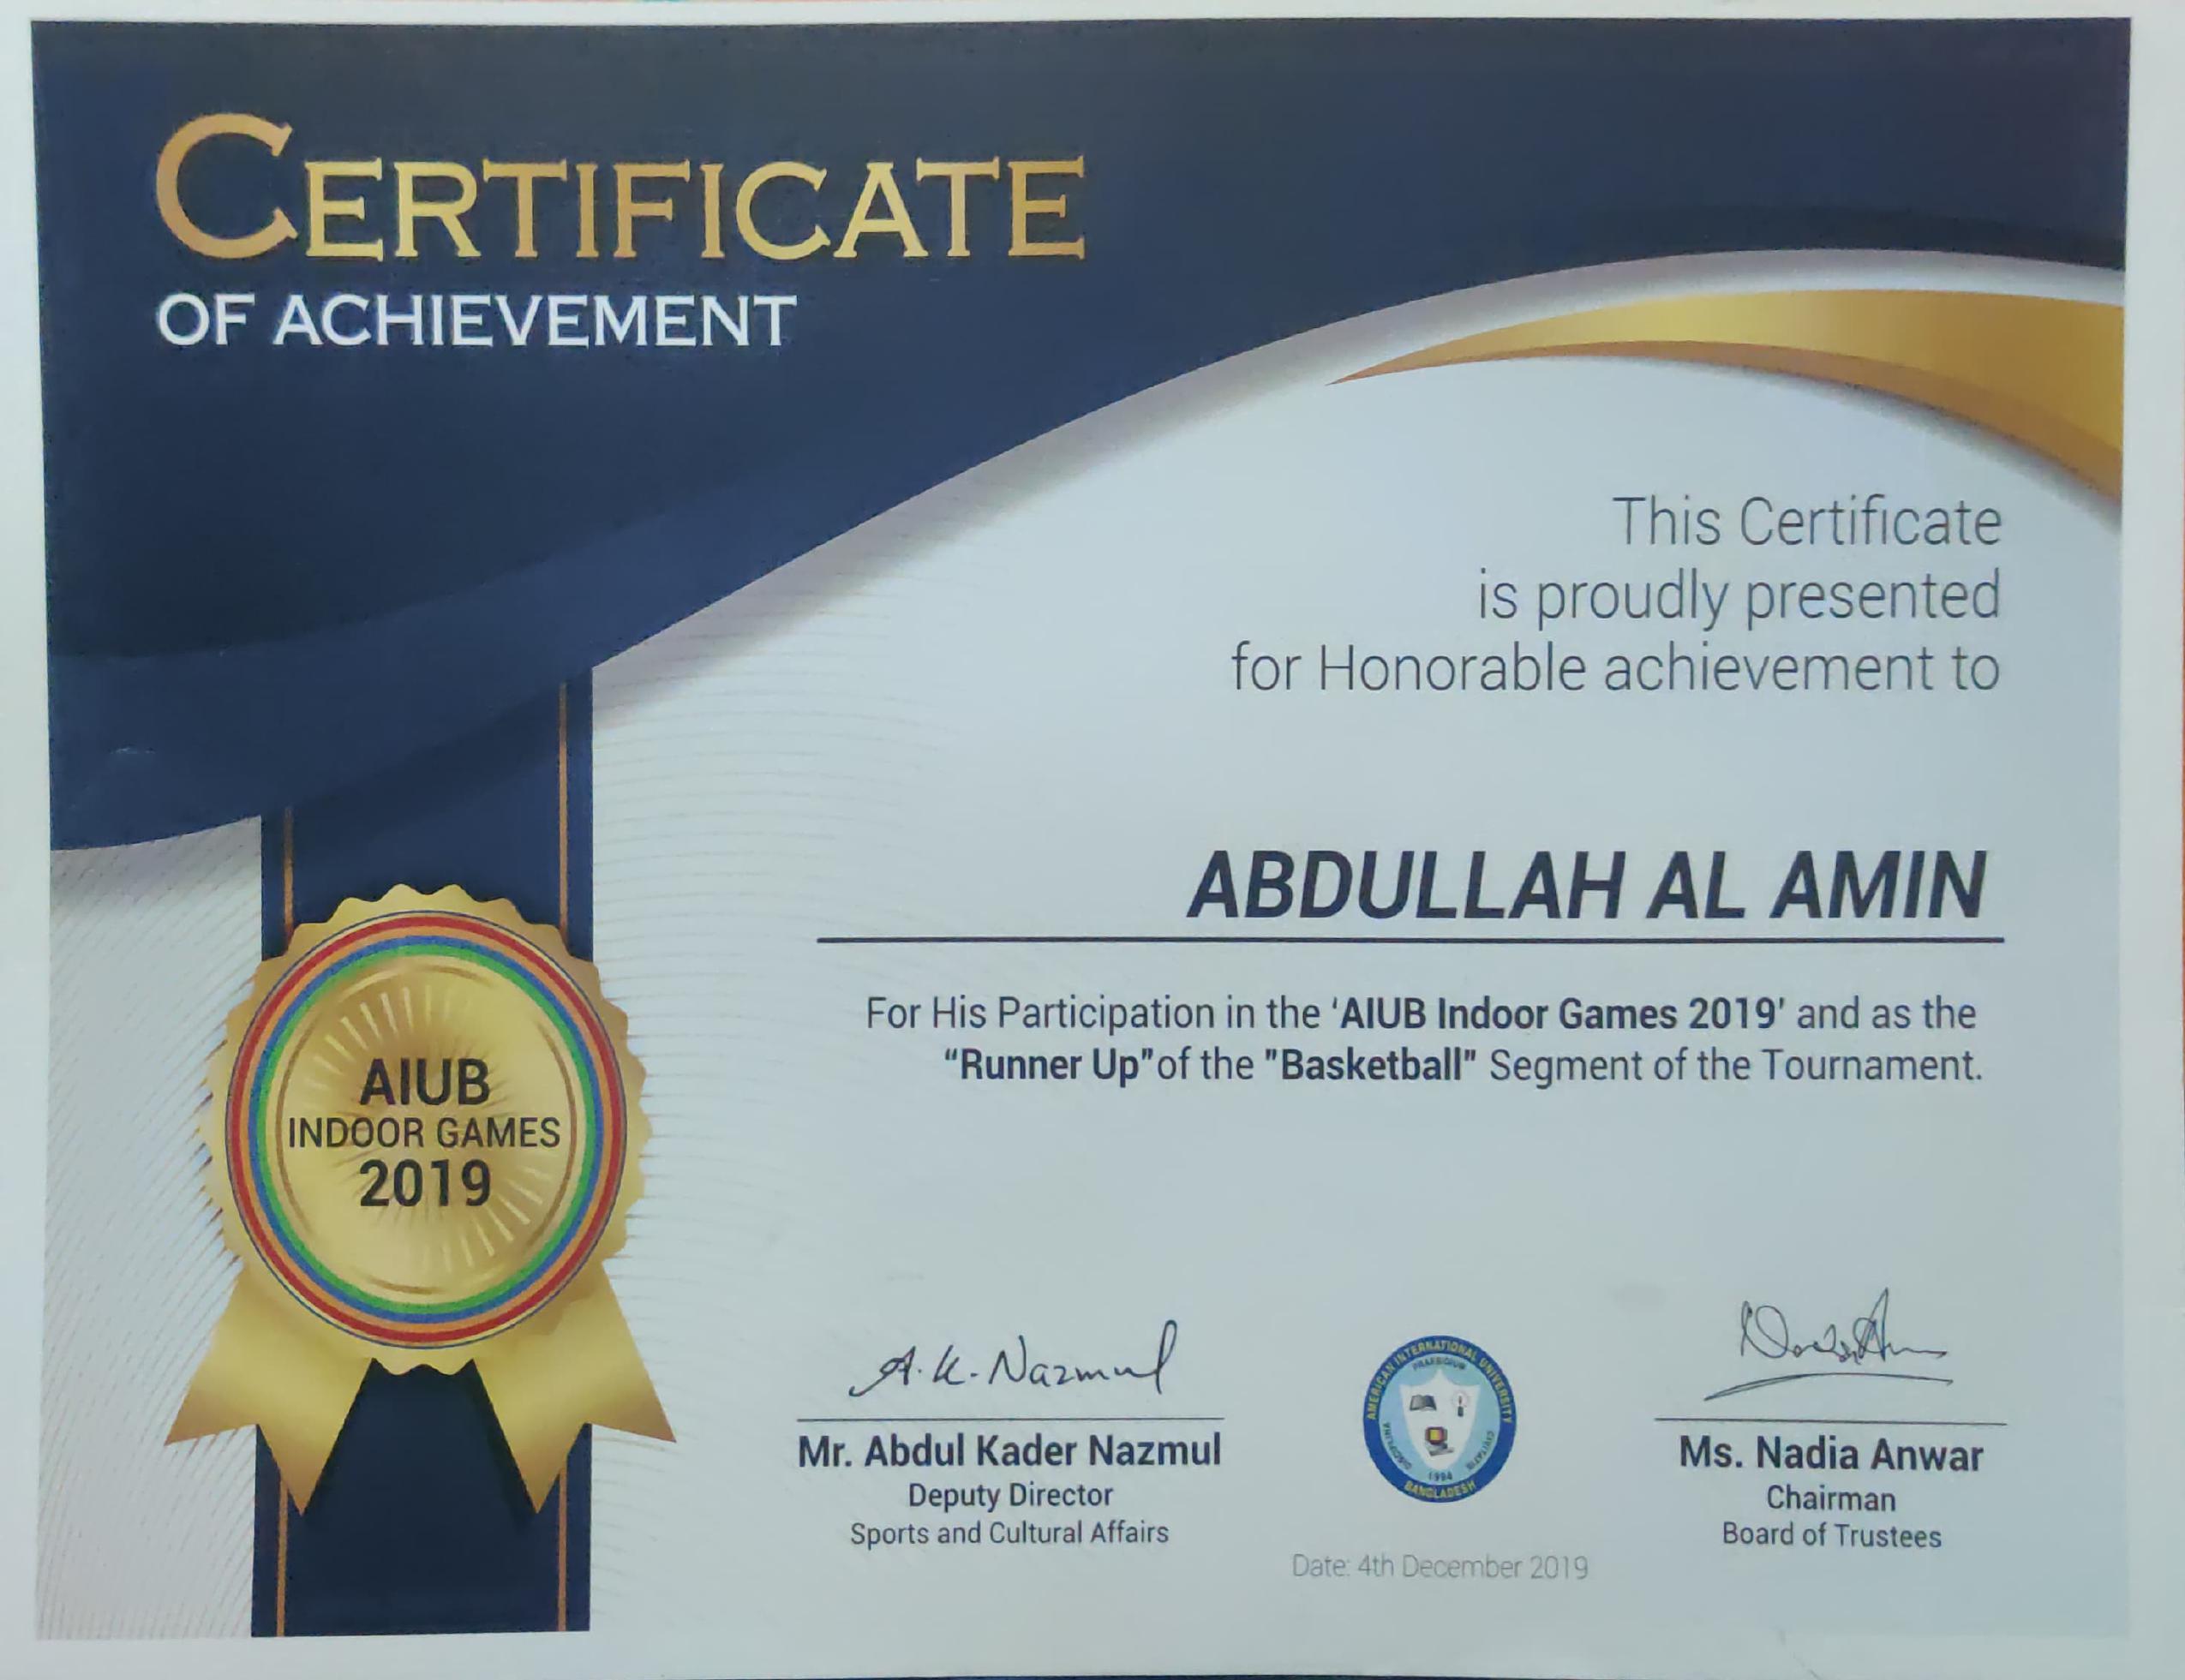 CERTIFICATE
OF ACHIEVEMENT
This Certificate
is proudly presented
for Honorable achievement to
ABDULLAH AL AMIN
For His Participation in the 'AIUB Indoor Games 2019' and as the
“Runner Up"of the "Basketball" Segment of the Tournament.
AIUB
INDOOR GAMES
2019
A.K. Nazmul
Mr. Abdul Kader Nazmul
Deputy Director
Sports and Cultural Affairs
AMERICAN INTERNATIONAL UNIVERSITY
1994
BANGLADESH
Date: 4th December 2019
Ms. Nadia Anwar
Chairman
Board of Trustees